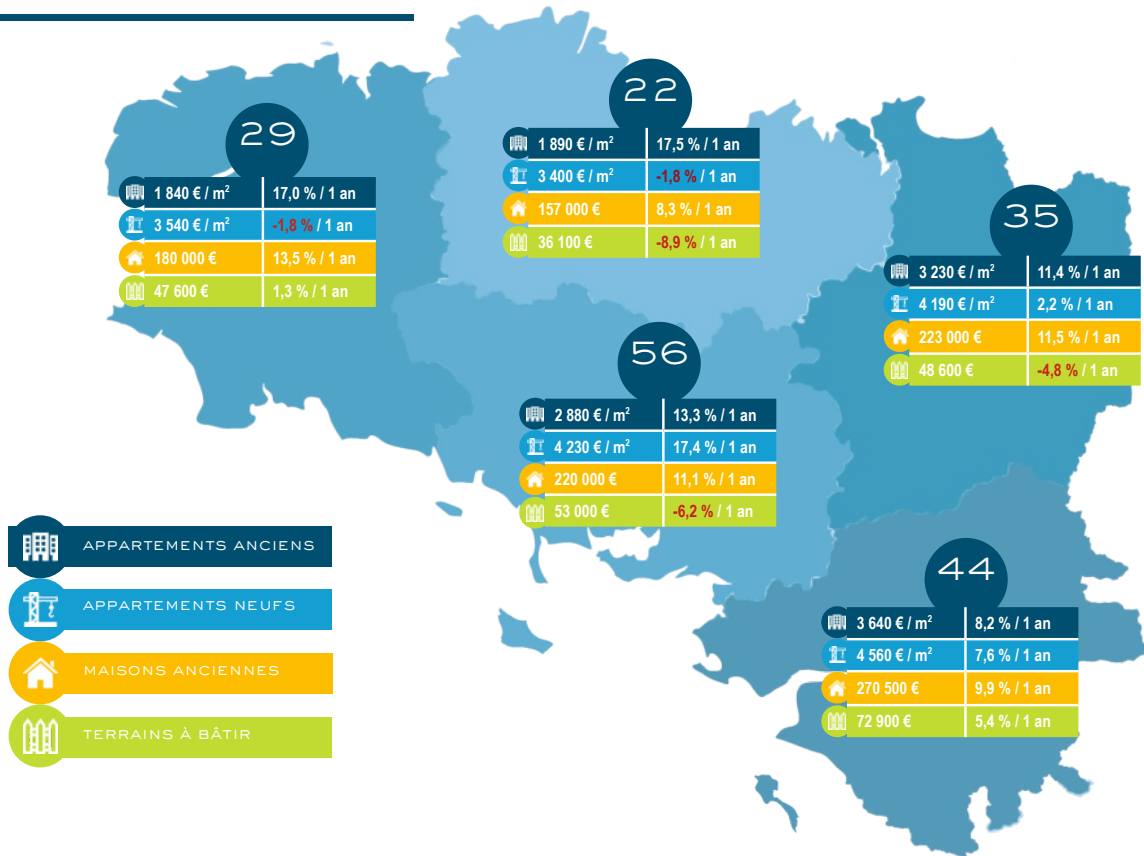 22
1 890 € / m² 17,5 % / 1 an
3 400 € / m² -1,8 % / 1 an
157 000 € 8,3 % / 1 an
36 100 € -8,9 % / 1 an
29
1 840 € / m² 17,0 % / 1 an
3 540 € / m² -1,8 % / 1 an
180 000 € 13,5 % / 1 an
47 600 € 1,3 % / 1 an
35
3 230 € / m² 11,4 % / 1 an
4 190 € / m² 2,2 % / 1 an
223 000 € 11,5 % / 1 an
48 600 € -4,8 % / 1 an
56
2 880 € / m² 13,3 % / 1 an
4 230 € / m² 17,4 % / 1 an
220 000 € 11,1 % / 1 an
53 000 € -6,2 % / 1 an
APPARTEMENTS ANCIENS
APPARTEMENTS NEUFS
MAISONS ANCIENNES
TERRAINS À BÂTIR
44
3 640 € / m² 8,2 % / 1 an
4 560 € / m² 7,6 % / 1 an
270 500 € 9,9 % / 1 an
72 900 € 5,4 % / 1 an